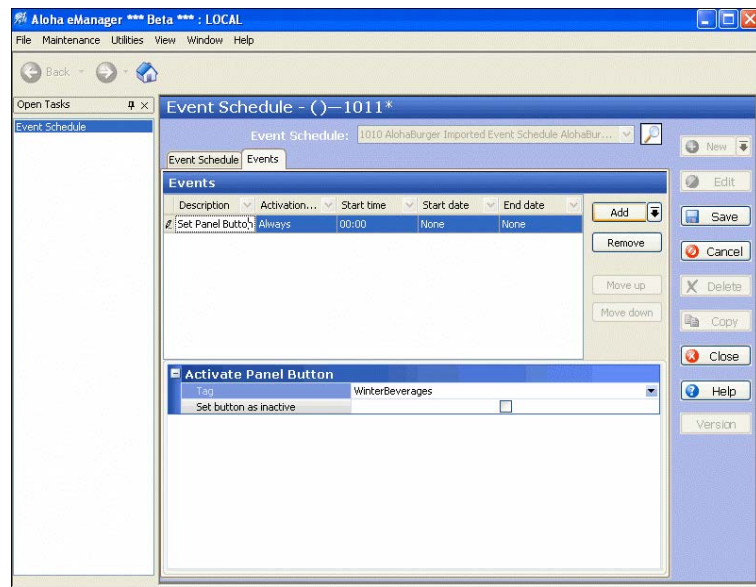 Aloha eManager *** Beta *** : LOCAL
File Maintenance Utilities View Window Help
Back
Open Tasks
Event Schedule
Event Schedule - ()—1011*
Event Schedule: 1010 AlohaBurger Imported Event Schedule AlohaBur...
Event Schedule Events
Events
Description Activation... Start time Start date End date
Set Panel Button Always 00:00 None None
Add
Remove
Move up
Move down
Activate Panel Button
Tag WinterBeverages
Set button as inactive
New
Edit
Save
Cancel
Delete
Copy
Close
Help
Version